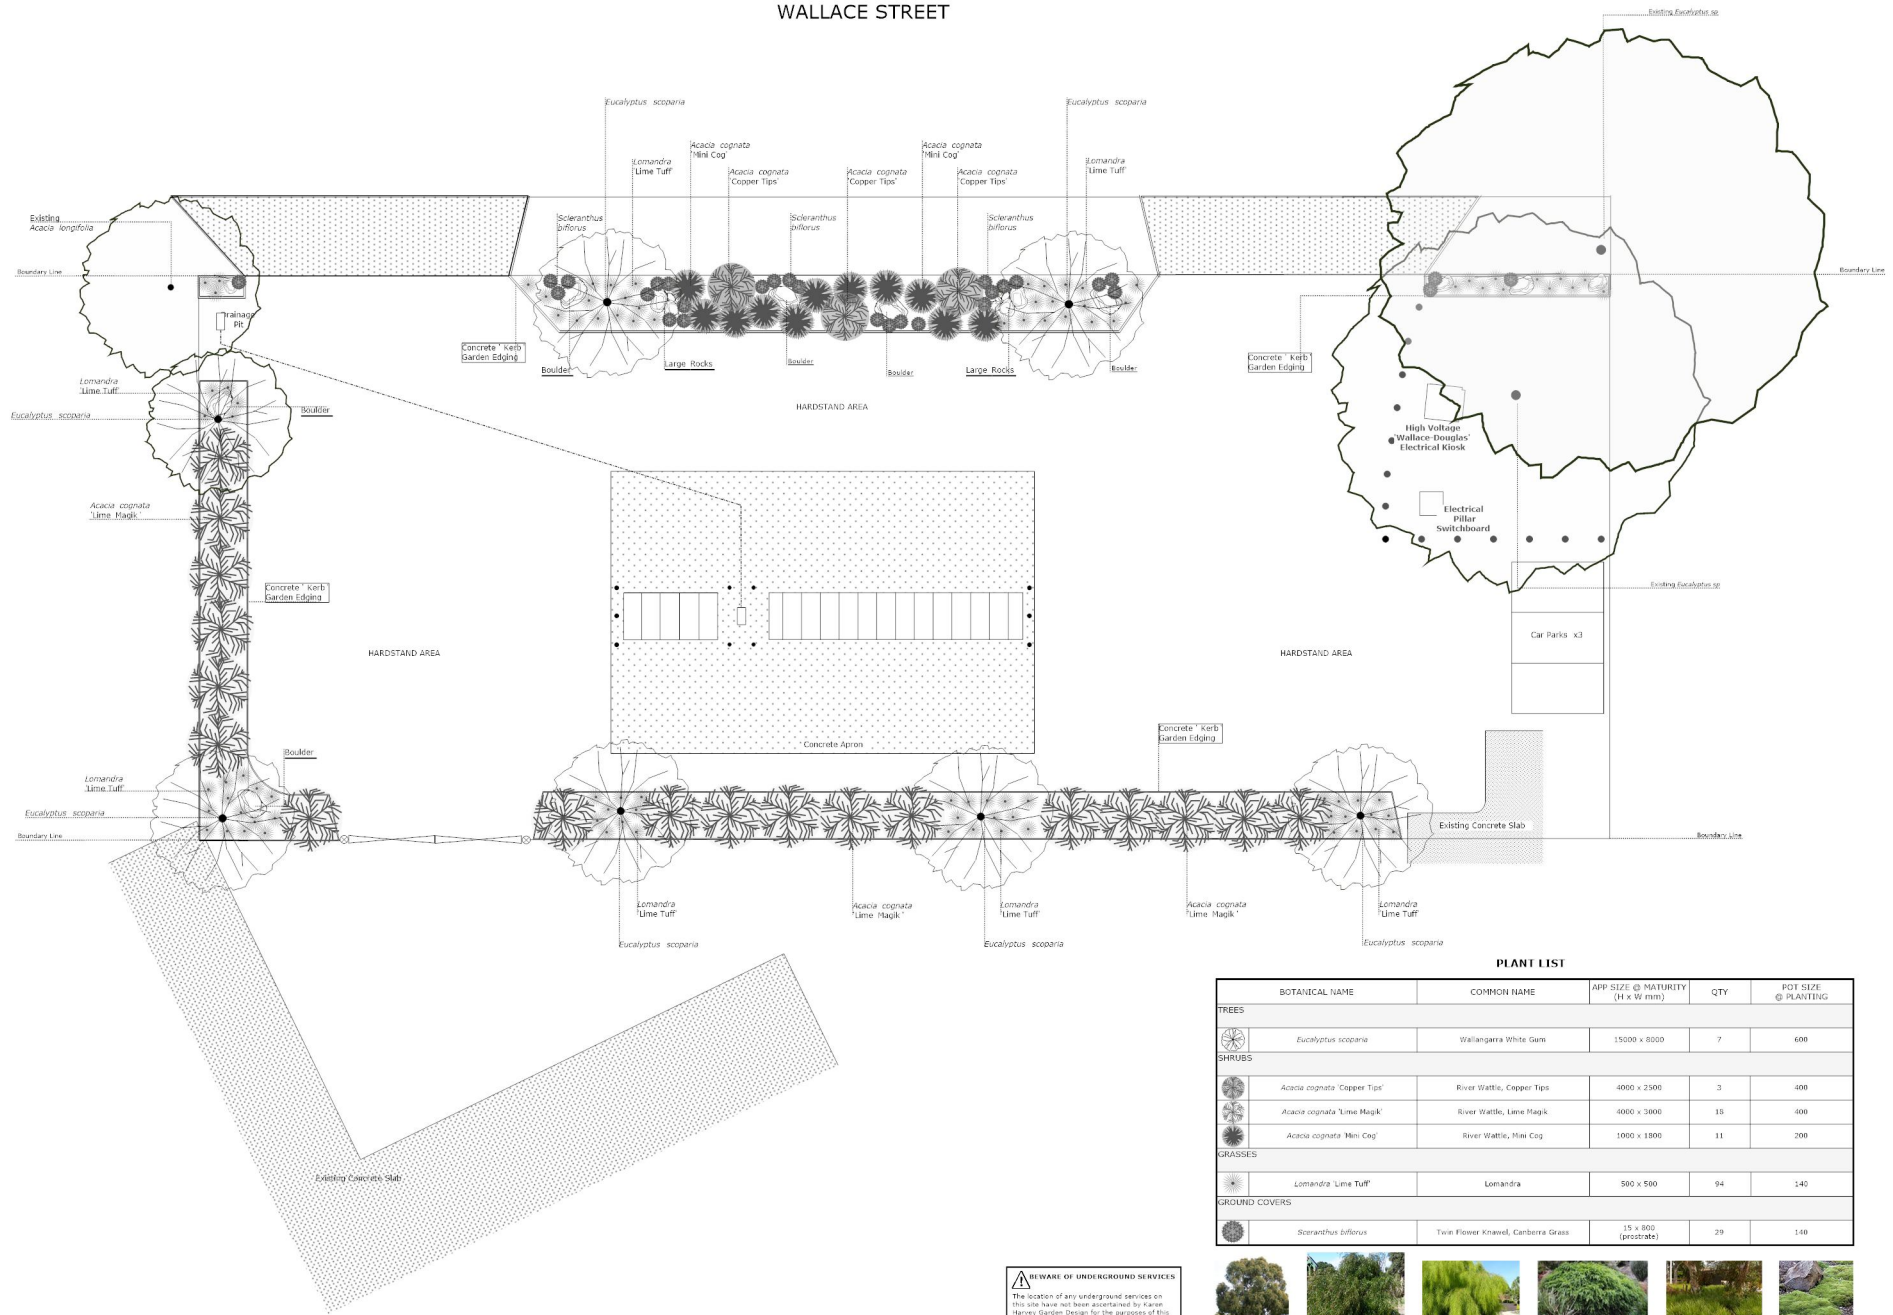 WALLACE STREET
Existing Eucalyptus sp
Eucalyptus scoparia
Eucalyptus scoparia
Acacia cognata
'Mini Cog'
Acacia cognata
'Mini Cog'
Lomandra
'Lime Tuff'
Acacia cognata
'Copper Tips'
Acacia cognata
'Copper Tips'
Acacia cognata
'Copper Tips'
Lomandra
'Lime Tuff'
Existing
Acacia longifolia
Scleranthus
biflorus
Scleranthus
biflorus
Scleranthus
biflorus
Boundary Line
Boundary Line
Drainage
Pit
Concrete ' Kerb'
Garden Edging
Boulder
Large Rocks
Boulder
Boulder
Large Rocks
Boulder
Concrete ' Kerb'
Garden Edging
Lomandra
'Lime Tuff'
Eucalyptus scoparia
Boulder
HARDSTAND AREA
High Voltage
'Wallace-Douglas'
Electrical Kiosk
Acacia cognata
'Lime Magik'
Electrical
Pillar
Switchboard
Concrete ' Kerb'
Garden Edging
Existing Eucalyptus sp
Car Parks x3
HARDSTAND AREA
HARDSTAND AREA
Concrete Apron
Concrete ' Kerb'
Garden Edging
Boulder
Lomandra
'Lime Tuff'
Eucalyptus scoparia
Boundary Line
Existing Concrete Slab
Boundary Line
Lomandra
'Lime Tuff'
Acacia cognata
'Lime Magik'
Lomandra
'Lime Tuff'
Acacia cognata
'Lime Magik'
Lomandra
'Lime Tuff'
Eucalyptus scoparia
Eucalyptus scoparia
Eucalyptus scoparia
Existing Concrete Slab
PLANT LIST
BOTANICAL NAME COMMON NAME APP SIZE @ MATURITY (H x W mm) QTY POT SIZE @ PLANTING
TREES
Eucalyptus scoparia Wallangarra White Gum 15000 x 8000 7 600
SHRUBS
Acacia cognata 'Copper Tips' River Wattle, Copper Tips 4000 x 2500 3 400
Acacia cognata 'Lime Magik' River Wattle, Lime Magik 4000 x 3000 18 400
Acacia cognata 'Mini Cog' River Wattle, Mini Cog 1000 x 1800 11 200
GRASSES
Lomandra 'Lime Tuff' Lomandra 500 x 500 94 140
GROUND COVERS
Sceranthus biflorus Twin Flower Knawel, Canberra Grass 15 x 800 (prostrate) 29 140
BEWARE OF UNDERGROUND SERVICES
The location of any underground services on
this site have not been ascertained by Karen
Harvey Garden Design for the purposes of this